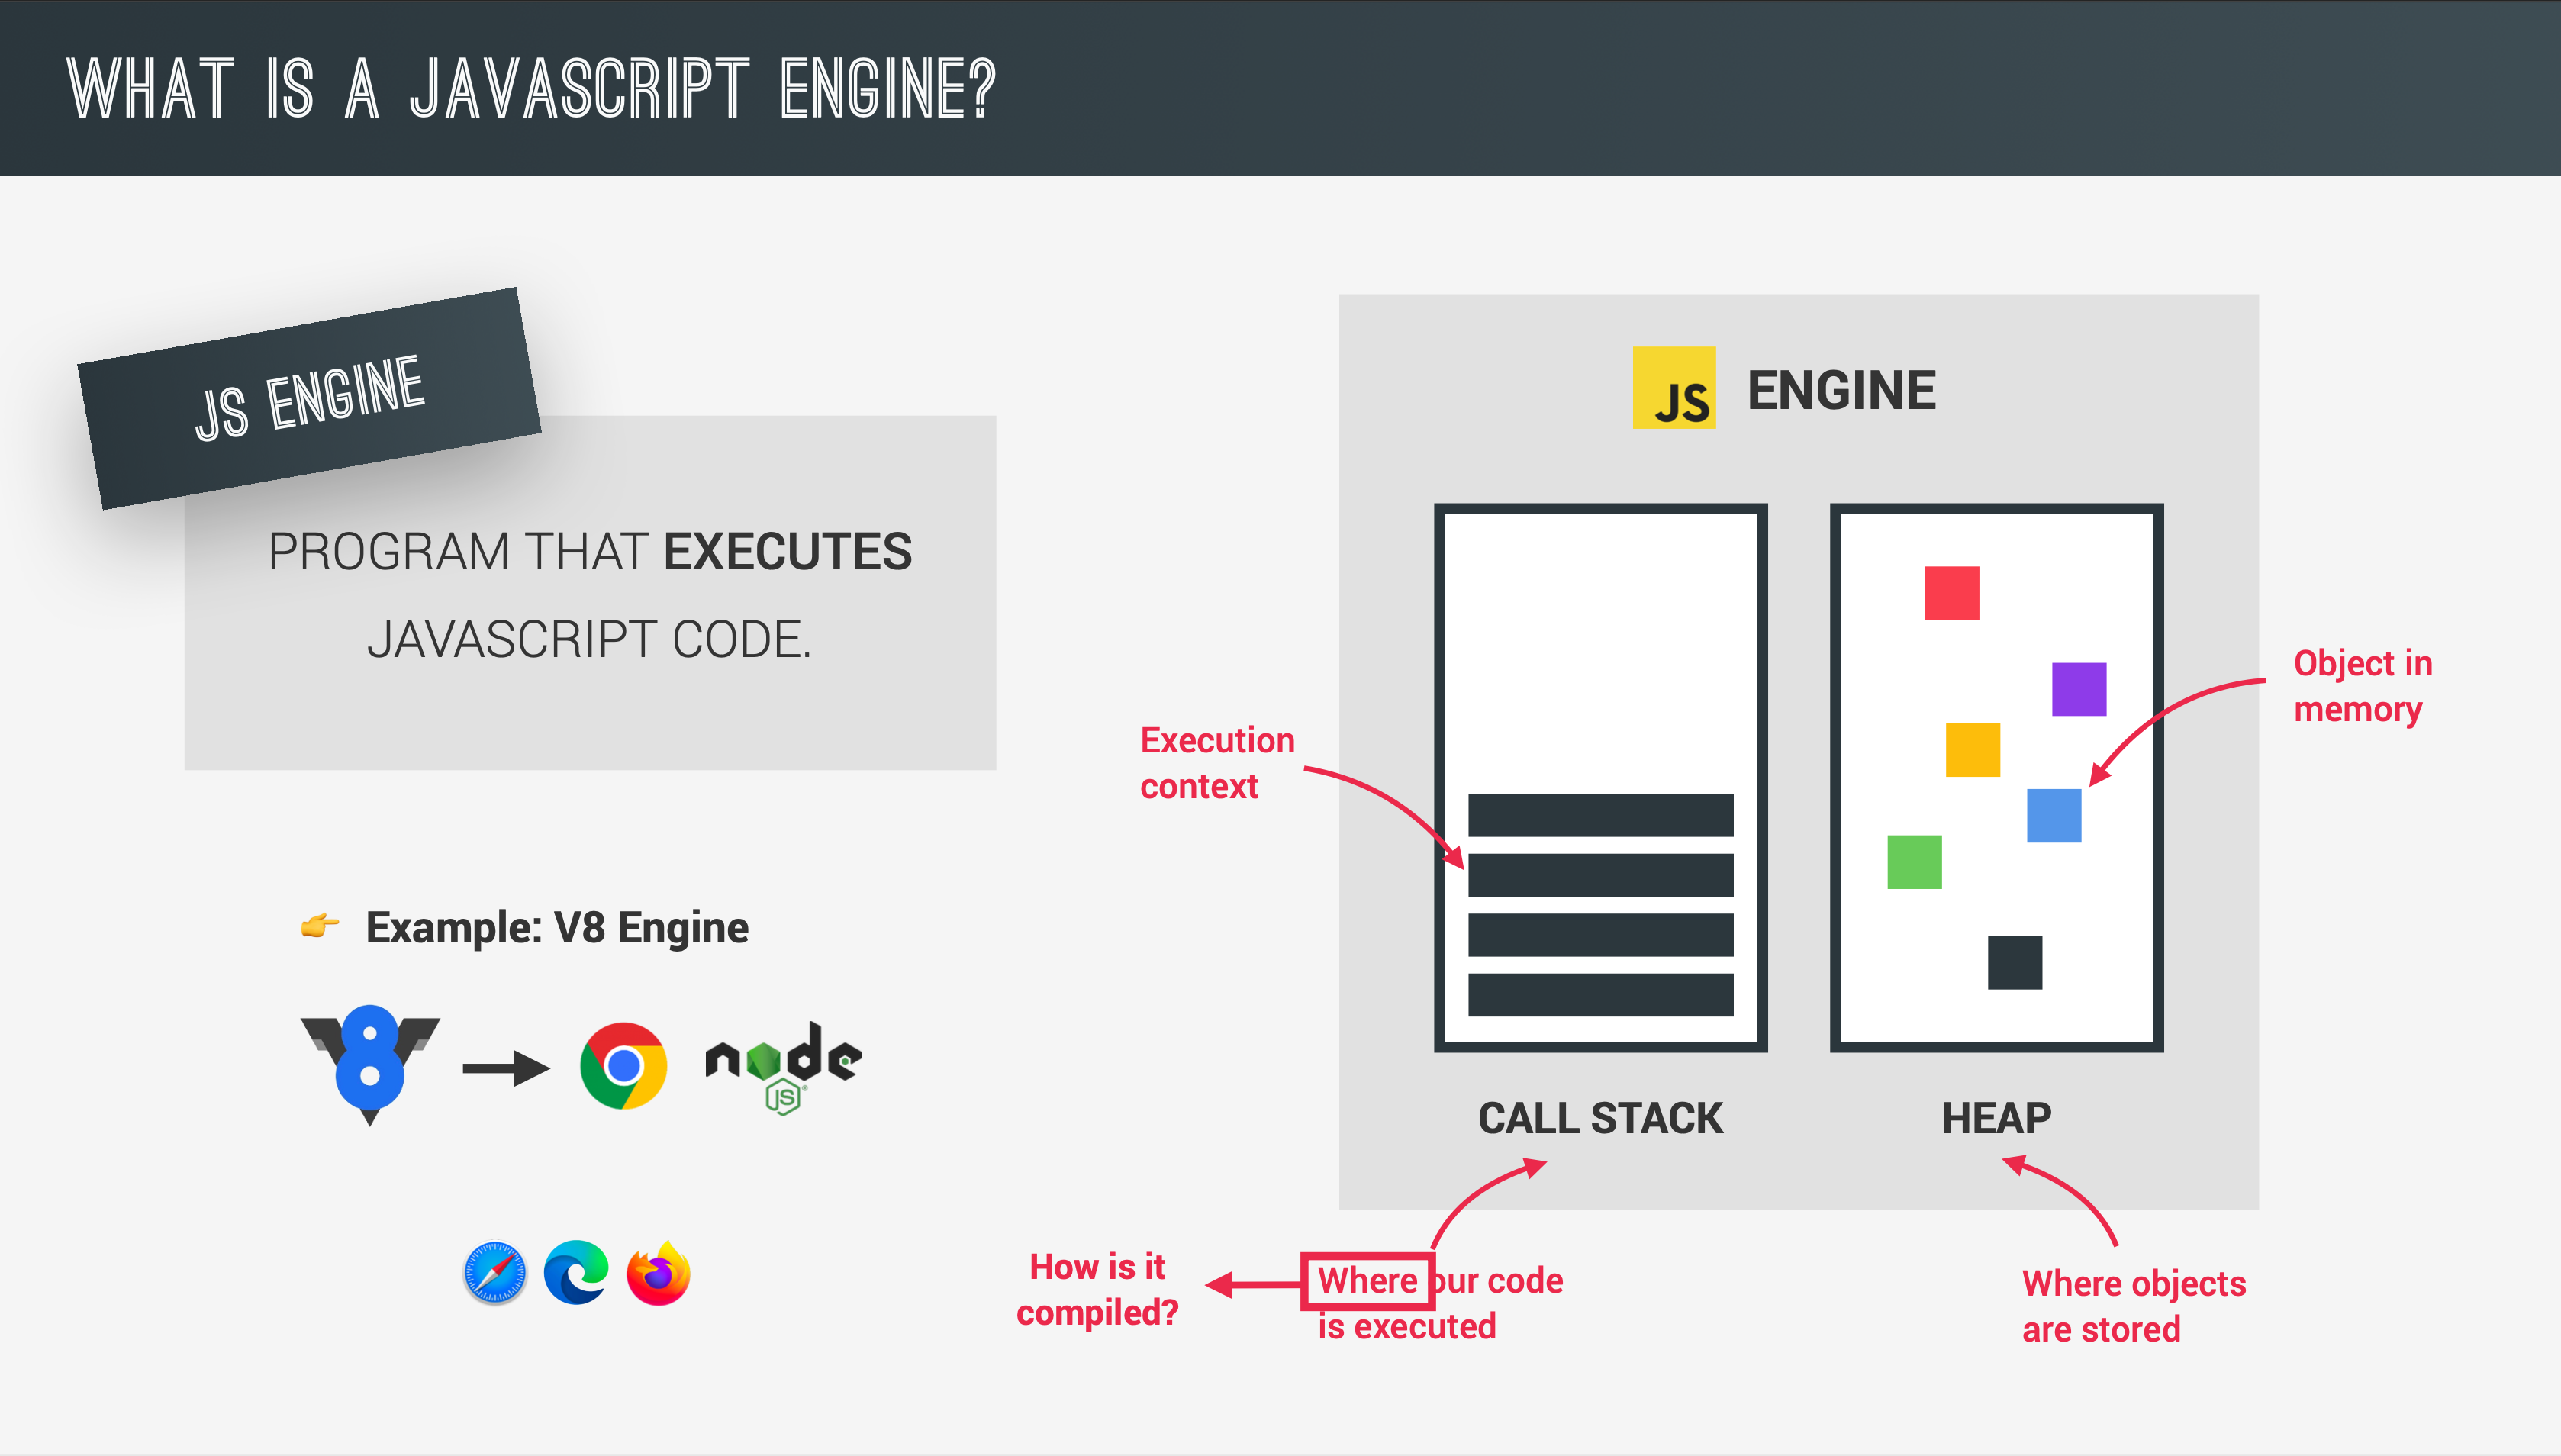 WHAT IS A JAVASCRIPT ENGINE?
JS ENGINE
PROGRAM THAT EXECUTES
JAVASCRIPT CODE.
👉 Example: V8 Engine
V8
node
JS
JS ENGINE
Execution
context
Object in
memory
CALL STACK
HEAP
How is it
compiled?
Where our code
is executed
Where objects
are stored